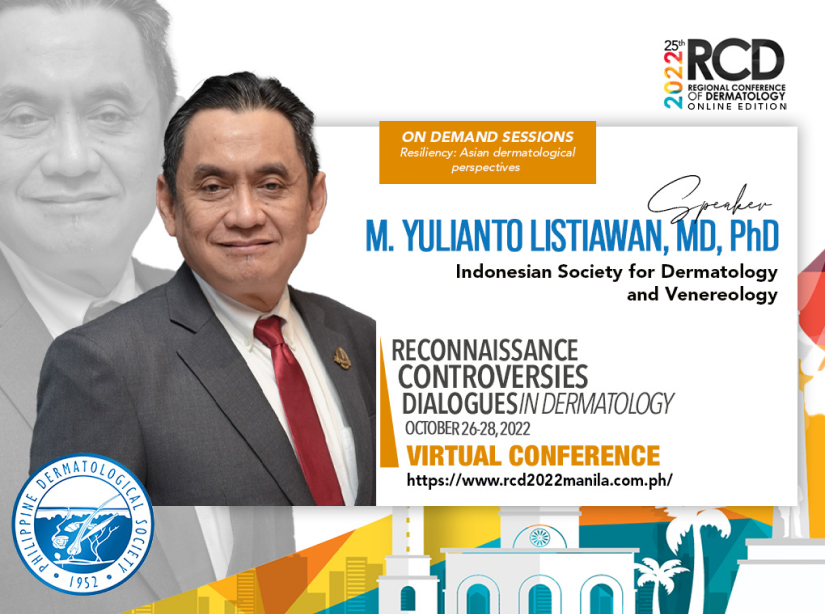 25th
2022
RCD
REGIONAL CONFERENCE
OF DERMATOLOGY
ONLINE EDITION
ON DEMAND SESSIONS
Resiliency: Asian dermatological
perspectives
Speaker
M. YULIANTO LISTIAWAN, MD, PhD
Indonesian Society for Dermatology
and Venereology
RECONNAISSANCE
CONTROVERSIES
DIALOGUES IN DERMATOLOGY
OCTOBER 26-28, 2022
VIRTUAL CONFERENCE
https://www.rcd2022manila.com.ph/
PHILIPPINE DERMATOLOGICAL SOCIETY
• 1952 •